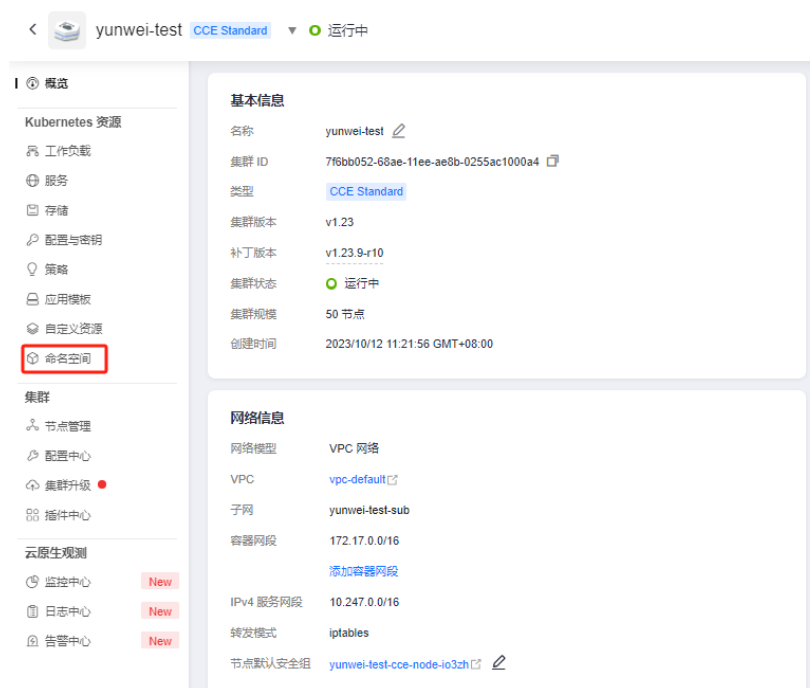 yunwei-test CCE Standard 运行中
概览
Kubernetes 资源
工作负载
服务
存储
配置与密钥
策略
应用模板
自定义资源
命名空间
集群
节点管理
配置中心
集群升级
插件中心
云原生观测
监控中心 New
日志中心 New
告警中心 New
基本信息
名称 yunwei-test
集群 ID 7f6bb052-68ae-11ee-ae8b-0255ac1000a4
类型 CCE Standard
集群版本 v1.23
补丁版本 v1.23.9-r10
集群状态 运行中
集群规模 50 节点
创建时间 2023/10/12 11:21:56 GMT+08:00
网络信息
网络模型 VPC 网络
VPC vpc-default
子网 yunwei-test-sub
容器网段 172.17.0.0/16
添加容器网段
IPv4 服务网段 10.247.0.0/16
转发模式 iptables
节点默认安全组 yunwei-test-cce-node-io3zh